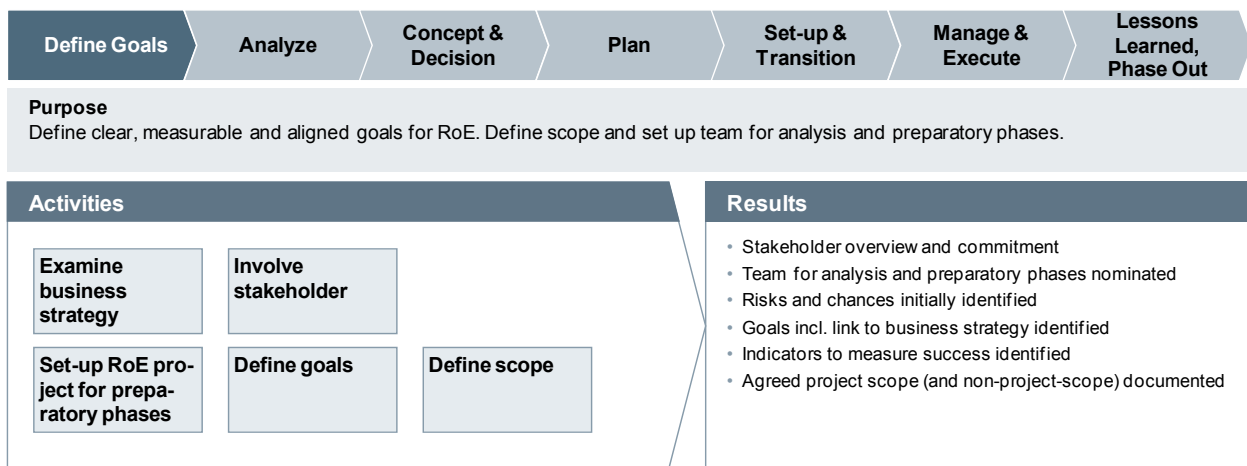 Define Goals
Analyze
Concept &
Decision
Plan
Set-up &
Transition
Manage &
Execute
Lessons
Learned,
Phase Out
Purpose
Define clear, measurable and aligned goals for RoE. Define scope and set up team for analysis and preparatory phases.
Activities
Examine
business
strategy
Involve
stakeholder
Set-up RoE pro-
ject for prepa-
ratory phases
Define goals
Define scope
Results
• Stakeholder overview and commitment
• Team for analysis and preparatory phases nominated
• Risks and chances initially identified
• Goals incl. link to business strategy identified
• Indicators to measure success identified
• Agreed project scope (and non-project-scope) documented